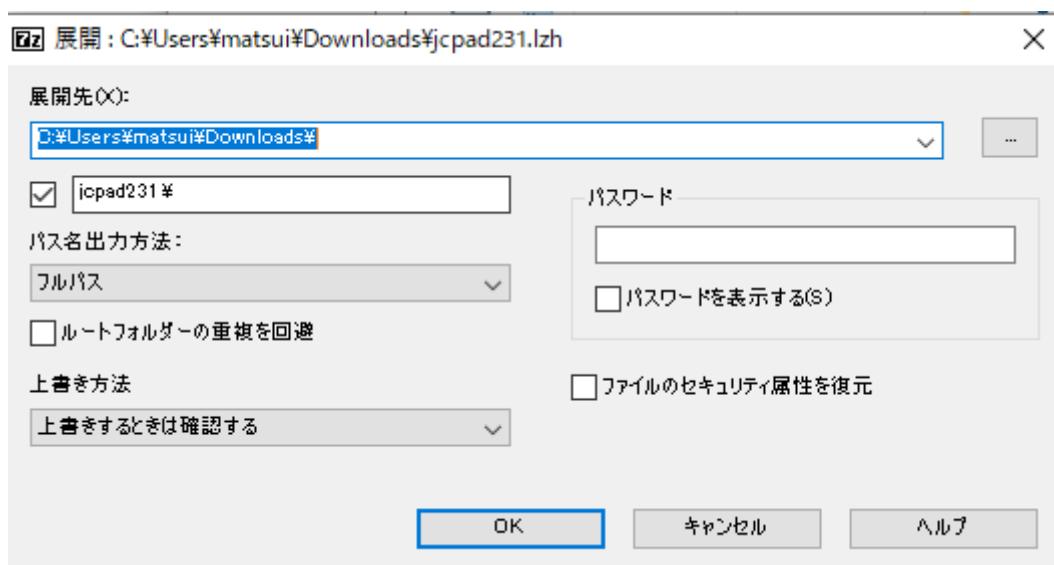 7z 展開 : C:¥Users¥matsui¥Downloads¥jcpad231.lzh
展開先(X):
C:¥Users¥matsui¥Downloads¥
...
jcpad231¥
パスワード
パス名出力方法:
フルパス
パスワードを表示する(S)
ルートフォルダーの重複を回避
上書き方法
ファイルのセキュリティ属性を復元
上書きするときは確認する
OK
キャンセル
ヘルプ